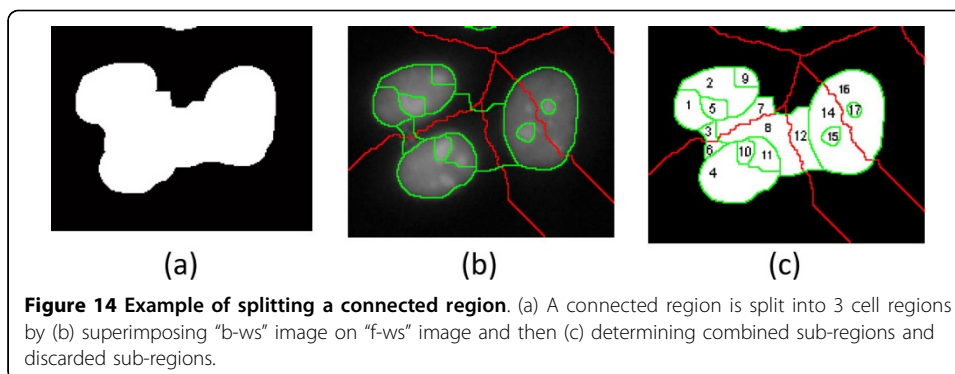 2 9
1 5
3 7
8
6
10 11
4
12
16
14 17
15
(a) (b) (c)
Figure 14 Example of splitting a connected region. (a) A connected region is split into 3 cell regions
by (b) superimposing “b-ws” image on “f-ws” image and then (c) determining combined sub-regions and
discarded sub-regions.